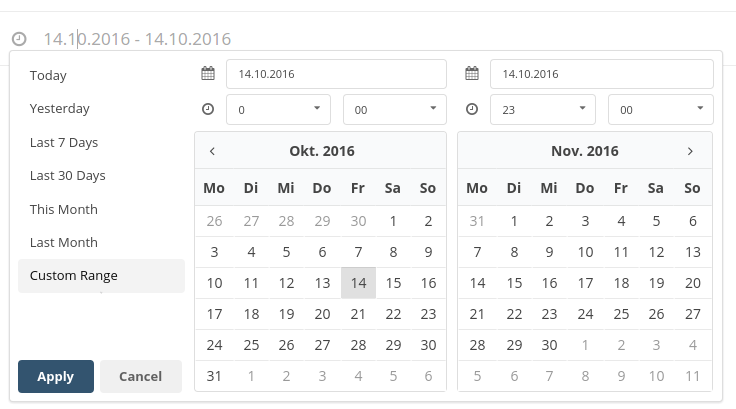 14.10.2016 - 14.10.2016
Today
Yesterday
Last 7 Days
Last 30 Days
This Month
Last Month
Custom Range
Apply Cancel
14.10.2016
0 00
Okt. 2016
Mo Di Mi Do Fr Sa So
26 27 28 29 30 1 2
3 4 5 6 7 8 9
10 11 12 13 14 15 16
17 18 19 20 21 22 23
24 25 26 27 28 29 30
31 1 2 3 4 5 6
14.10.2016
23 00
Nov. 2016
Mo Di Mi Do Fr Sa So
31 1 2 3 4 5 6
7 8 9 10 11 12 13
14 15 16 17 18 19 20
21 22 23 24 25 26 27
28 29 30 1 2 3 4
5 6 7 8 9 10 11